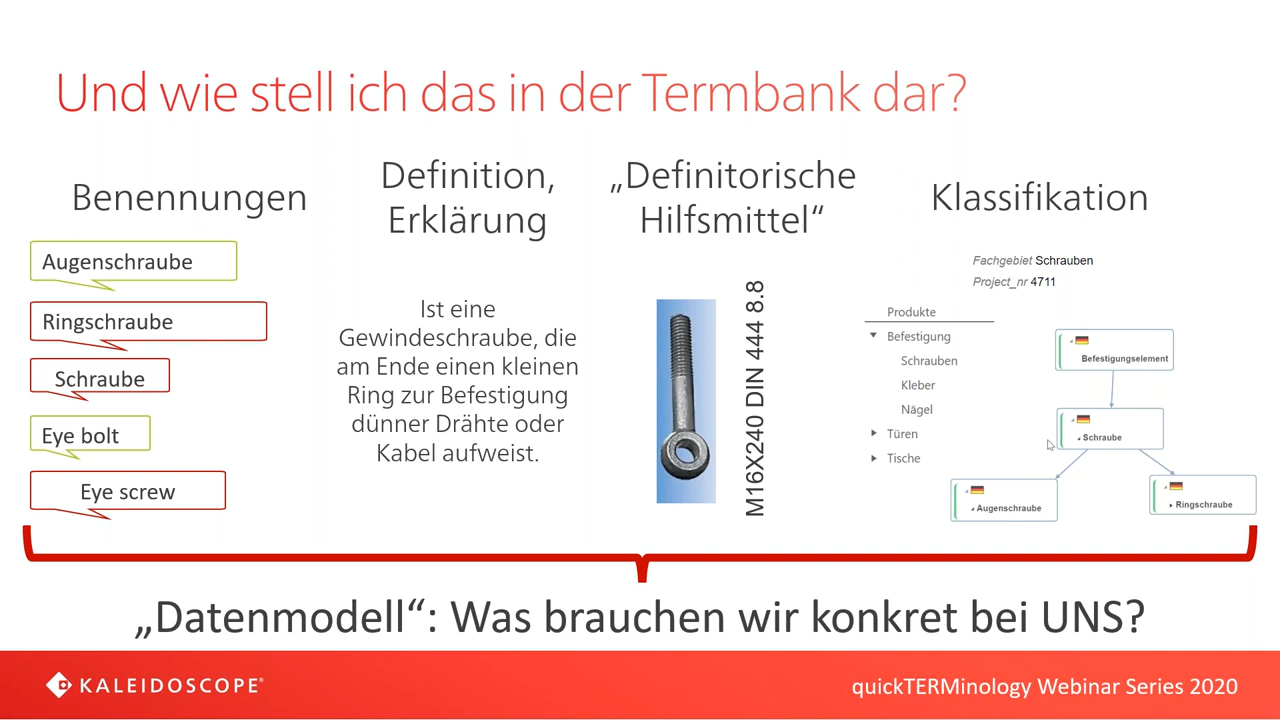 Und wie stell ich das in der Termbank dar?
Benennungen
Augenschraube
Ringschraube
Schraube
Eye bolt
Eye screw
Definition,
Erklärung
Ist eine
Gewindeschraube, die
am Ende einen kleinen
Ring zur Befestigung
dünner Drähte oder
Kabel aufweist.
„Definitorische
Hilfsmittel“
M16X240 DIN 444 8.8
Klassifikation
Fachgebiet Schrauben
Project_nr 4711
Produkte
Befestigung
Schrauben
Kleber
Nägel
Türen
Tische
Befestigungselement
Schraube
Augenschraube
Ringschraube
„Datenmodell“: Was brauchen wir konkret bei UNS?
KALEIDOSCOPE®
quickTERMinology Webinar Series 2020